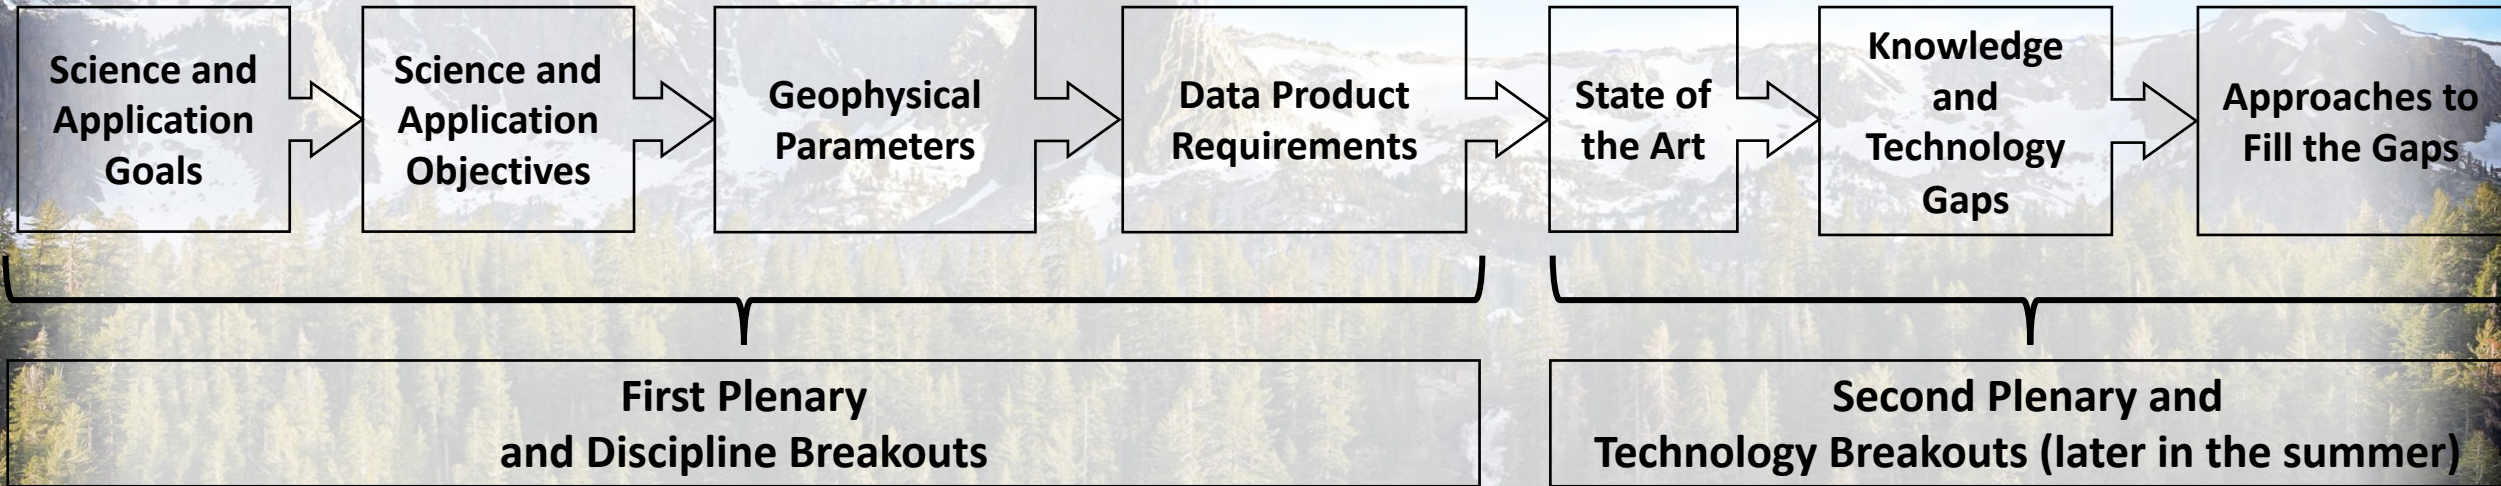 Science and
Application
Goals
Science and
Application
Objectives
Geophysical
Parameters
Data Product
Requirements
State of
the Art
Knowledge
and
Technology
Gaps
Approaches to
Fill the Gaps
First Plenary
and Discipline Breakouts
Second Plenary and
Technology Breakouts (later in the summer)